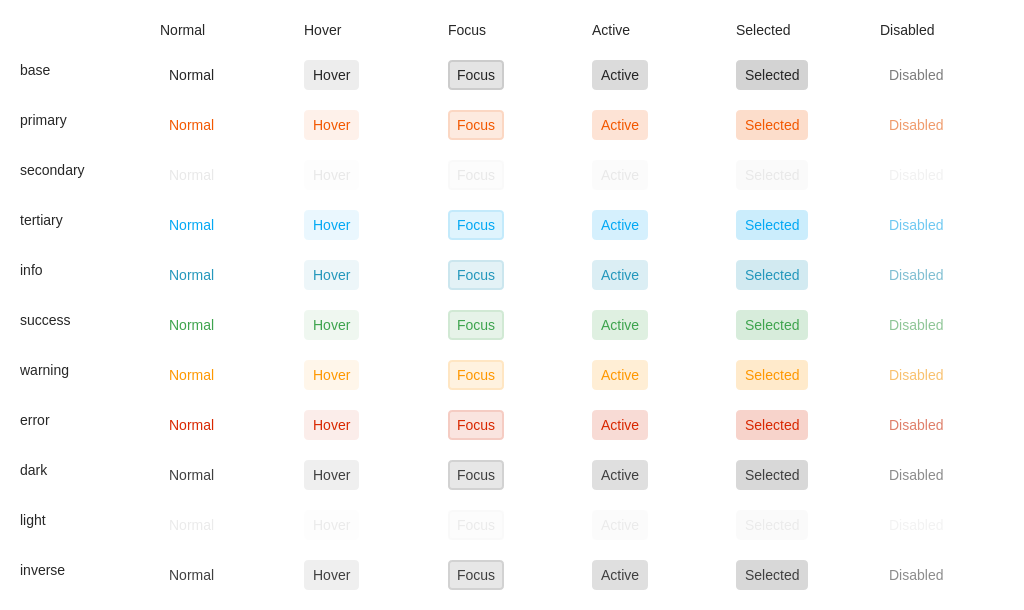 Normal Hover Focus Active Selected Disabled
base Normal Hover Focus Active Selected Disabled
primary Normal Hover Focus Active Selected Disabled
secondary Normal Hover Focus Active Selected Disabled
tertiary Normal Hover Focus Active Selected Disabled
info Normal Hover Focus Active Selected Disabled
success Normal Hover Focus Active Selected Disabled
warning Normal Hover Focus Active Selected Disabled
error Normal Hover Focus Active Selected Disabled
dark Normal Hover Focus Active Selected Disabled
light Normal Hover Focus Active Selected Disabled
inverse Normal Hover Focus Active Selected Disabled